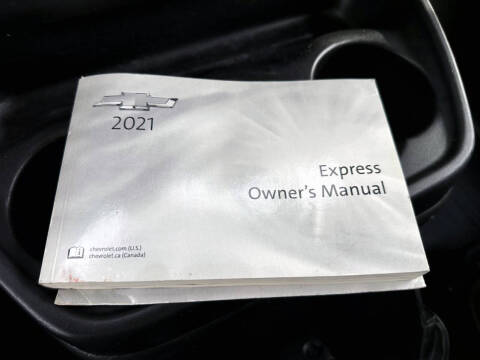 2021
Express
Owner's Manual
chevrolet.com (U.S.)
chevrolet.ca (Canada)